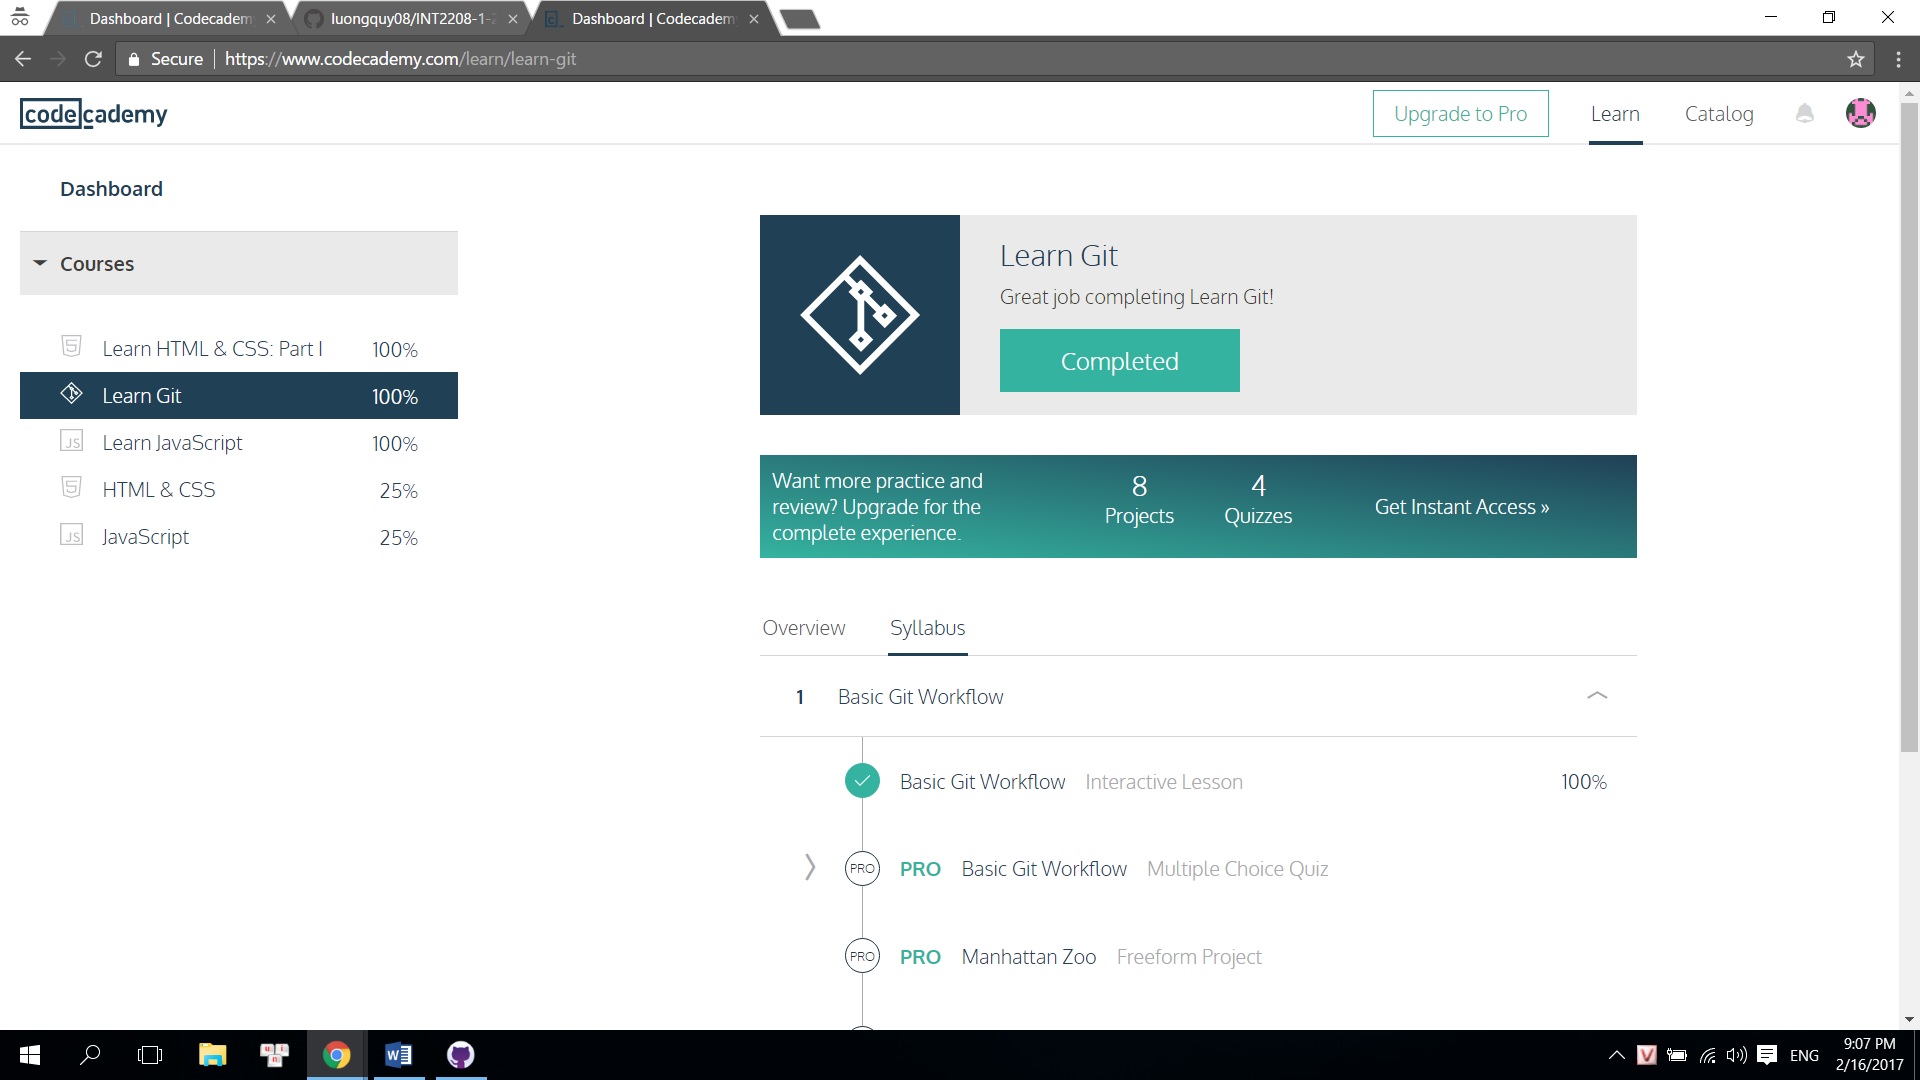 Dashboard | Codecadem
luongquy08/INT2208-1-2
Dashboard | Codecadem
Secure
https://www.codecademy.com/learn/learn-git
codecademy
Upgrade to Pro
Learn
Catalog
Dashboard
Courses
Learn HTML & CSS: Part I 100%
Learn Git 100%
JS Learn JavaScript 100%
HTML & CSS 25%
JS JavaScript 25%
Learn Git
Great job completing Learn Git!
Completed
Want more practice and
review? Upgrade for the
complete experience.
8
Projects
4
Quizzes
Get Instant Access »
Overview
Syllabus
1 Basic Git Workflow
Basic Git Workflow Interactive Lesson 100%
PRO PRO Basic Git Workflow Multiple Choice Quiz
PRO PRO Manhattan Zoo Freeform Project
ENG
9:07 PM
2/16/2017